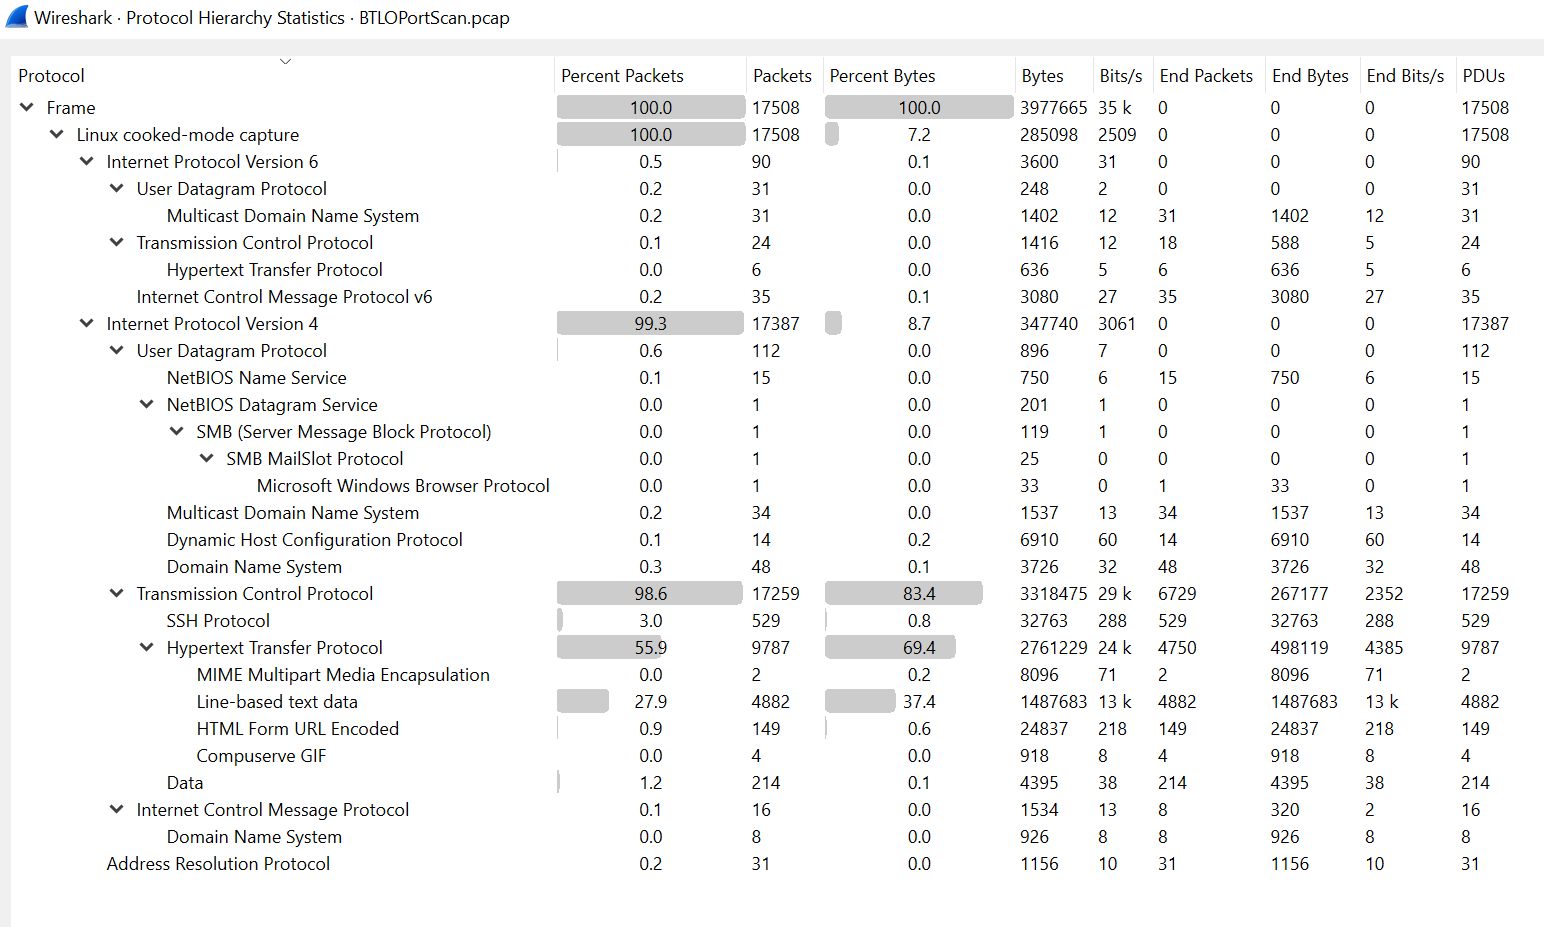 Wireshark · Protocol Hierarchy Statistics · BTLOPortScan.pcap
Protocol Percent Packets Packets Percent Bytes Bytes Bits/s End Packets End Bytes End Bits/s PDUs
Frame 100.0 17508 100.0 3977665 35 k 0 0 0 17508
Linux cooked-mode capture 100.0 17508 7.2 285098 2509 0 0 0 17508
Internet Protocol Version 6 0.5 90 0.1 3600 31 0 0 0 90
User Datagram Protocol 0.2 31 0.0 248 2 0 0 0 31
Multicast Domain Name System 0.2 31 0.0 1402 12 31 1402 12 31
Transmission Control Protocol 0.1 24 0.0 1416 12 18 588 5 24
Hypertext Transfer Protocol 0.0 6 0.0 636 5 6 636 5 6
Internet Control Message Protocol v6 0.2 35 0.1 3080 27 35 3080 27 35
Internet Protocol Version 4 99.3 17387 8.7 347740 3061 0 0 0 17387
User Datagram Protocol 0.6 112 0.0 896 7 0 0 0 112
NetBIOS Name Service 0.1 15 0.0 750 6 15 750 6 15
NetBIOS Datagram Service 0.0 1 0.0 201 1 0 0 0 1
SMB (Server Message Block Protocol) 0.0 1 0.0 119 1 0 0 0 1
SMB MailSlot Protocol 0.0 1 0.0 25 0 0 0 0 1
Microsoft Windows Browser Protocol 0.0 1 0.0 33 0 1 33 0 1
Multicast Domain Name System 0.2 34 0.0 1537 13 34 1537 13 34
Dynamic Host Configuration Protocol 0.1 14 0.2 6910 60 14 6910 60 14
Domain Name System 0.3 48 0.1 3726 32 48 3726 32 48
Transmission Control Protocol 98.6 17259 83.4 3318475 29 k 6729 267177 2352 17259
SSH Protocol 3.0 529 0.8 32763 288 529 32763 288 529
Hypertext Transfer Protocol 55.9 9787 69.4 2761229 24 k 4750 498119 4385 9787
MIME Multipart Media Encapsulation 0.0 2 0.2 8096 71 2 8096 71 2
Line-based text data 27.9 4882 37.4 1487683 13 k 4882 1487683 13 k 4882
HTML Form URL Encoded 0.9 149 0.6 24837 218 149 24837 218 149
Compuserve GIF 0.0 4 0.0 918 8 4 918 8 4
Data 1.2 214 0.1 4395 38 214 4395 38 214
Internet Control Message Protocol 0.1 16 0.0 1534 13 8 320 2 16
Domain Name System 0.0 8 0.0 926 8 8 926 8 8
Address Resolution Protocol 0.2 31 0.0 1156 10 31 1156 10 31